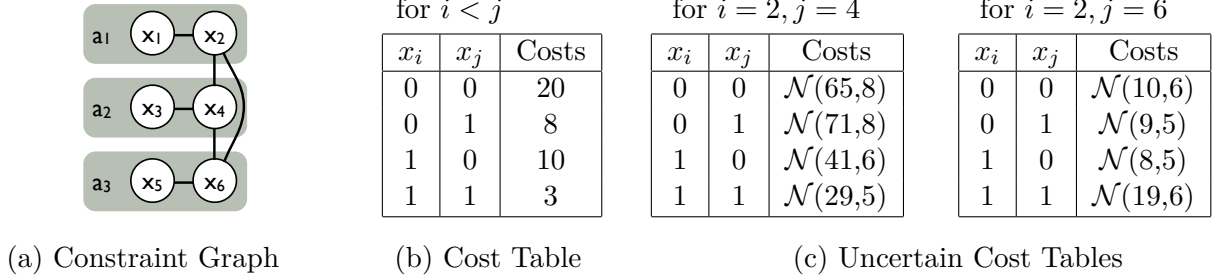 for i < j
for i = 2, j = 4
for i = 2, j = 6
a1 x1 x2
a2 x3 x4
a3 x5 x6
xi xj Costs
0 0 20
0 1 8
1 0 10
1 1 3
xi xj Costs
0 0 𝒩(65,8)
0 1 𝒩(71,8)
1 0 𝒩(41,6)
1 1 𝒩(29,5)
xi xj Costs
0 0 𝒩(10,6)
0 1 𝒩(9,5)
1 0 𝒩(8,5)
1 1 𝒩(19,6)
(a) Constraint Graph
(b) Cost Table
(c) Uncertain Cost Tables